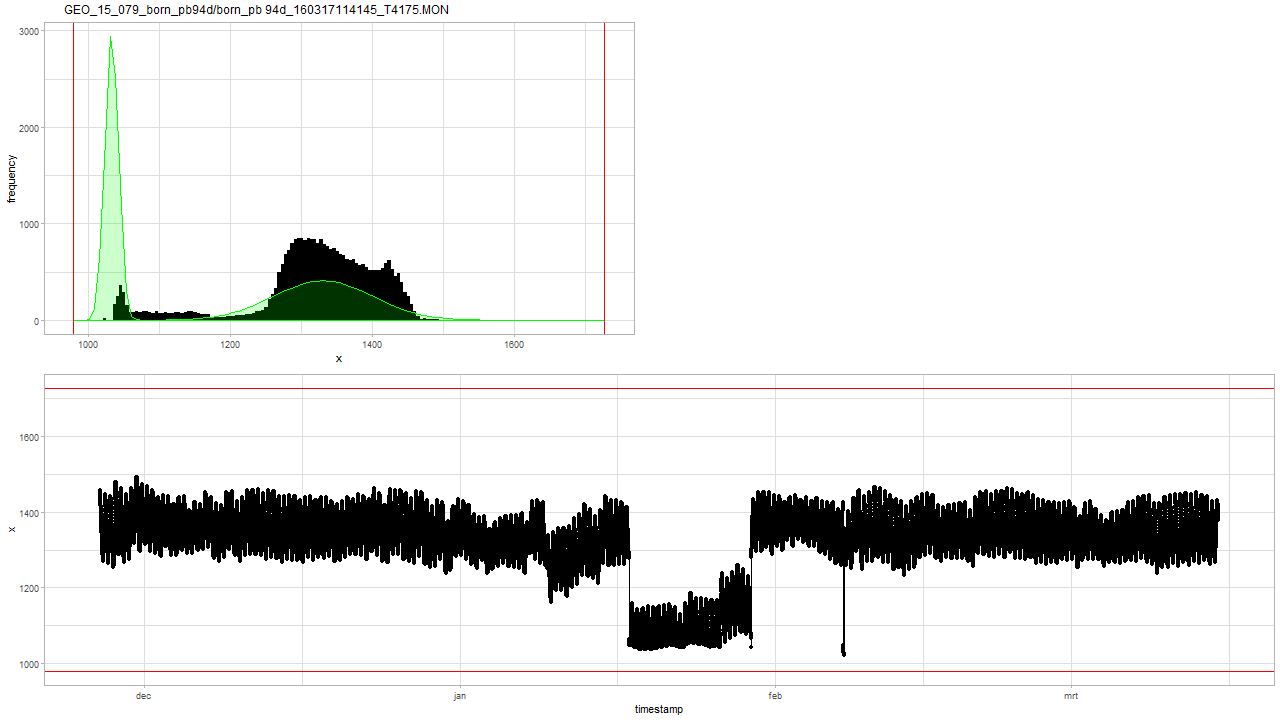 GEO_15_079_born_pb94d/born_pb 94d_160317114145_T4175.MON
3000
2000
1000
0
frequency
1000 1200 1400 1600
x
1600
1400
1200
1000
x
dec jan feb mrt
timestamp